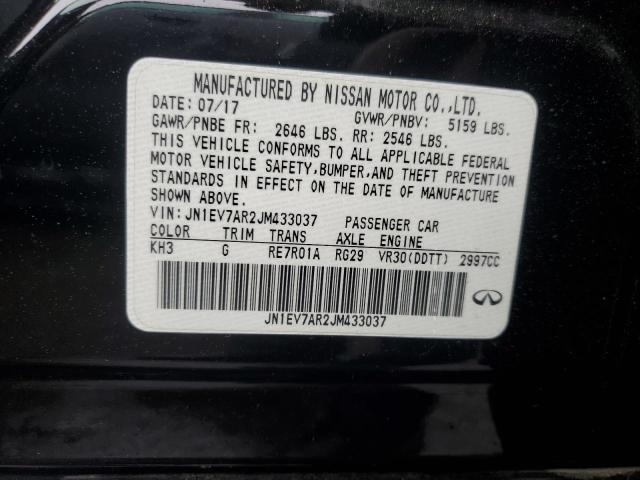 MANUFACTURED BY NISSAN MOTOR CO.,LTD.
DATE: 07/17 GVWR/PNBV: 5159 LBS.
GAWR/PNBE FR: 2646 LBS. RR: 2546 LBS.
THIS VEHICLE CONFORMS TO ALL APPLICABLE FEDERAL
MOTOR VEHICLE SAFETY,BUMPER,AND THEFT PREVENTION
STANDARDS IN EFFECT ON THE DATE OF MANUFACTURE
SHOWN ABOVE.
VIN:JN1EV7AR2JM433037 PASSENGER CAR
COLOR TRIM TRANS AXLE ENGINE
KH3 G RE7R01A RG29 VR30(DDTT) 2997CC
JN1EV7AR2JM433037